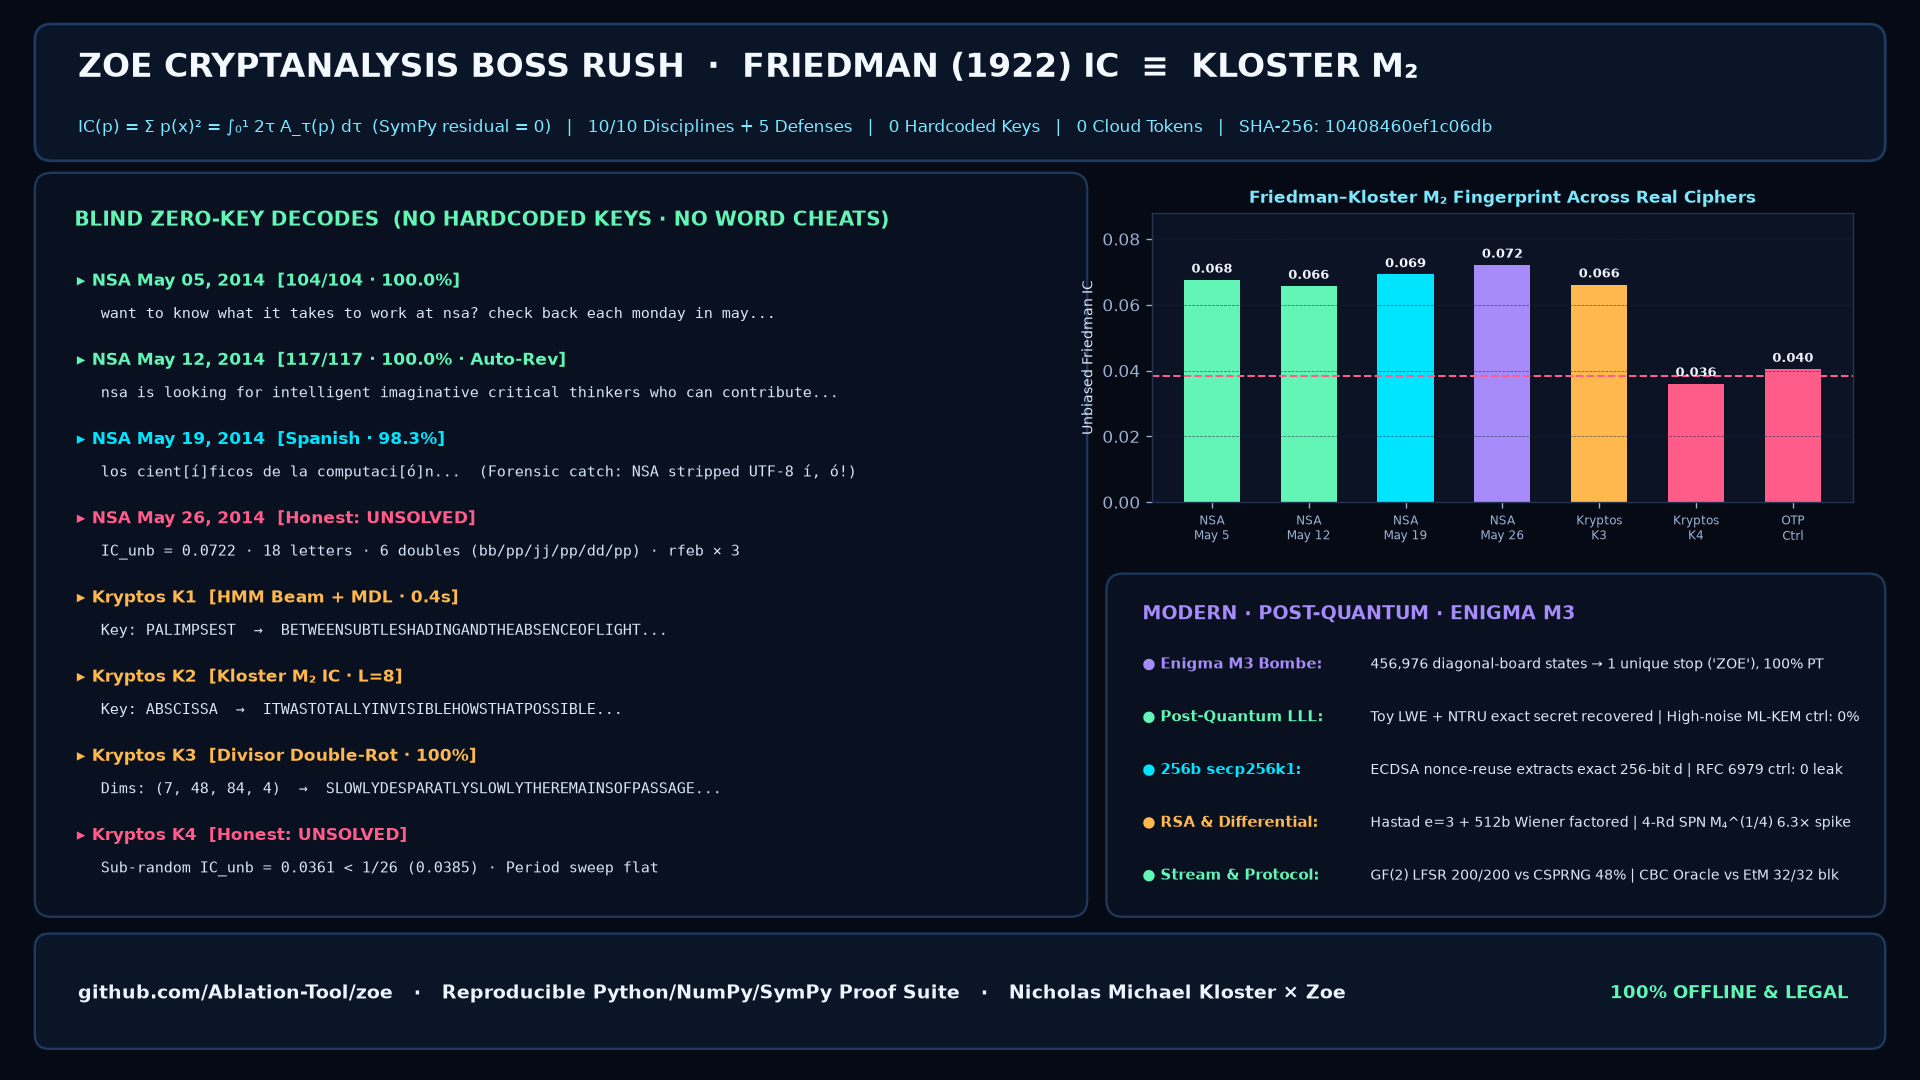 ZOE CRYPTANALYSIS BOSS RUSH · FRIEDMAN (1922) IC ≡ KLOSTER M₂
IC(p) = Σ p(x)² = ∫₀¹ 2τ A_τ(p) dτ (SymPy residual = 0) | 10/10 Disciplines + 5 Defenses | 0 Hardcoded Keys | 0 Cloud Tokens | SHA-256: 10408460ef1c06db
BLIND ZERO-KEY DECODES (NO HARDCODED KEYS · NO WORD CHEATS)
▸ NSA May 05, 2014 [104/104 · 100.0%]
want to know what it takes to work at nsa? check back each monday in may...
▸ NSA May 12, 2014 [117/117 · 100.0% · Auto-Rev]
nsa is looking for intelligent imaginative critical thinkers who can contribute...
▸ NSA May 19, 2014 [Spanish · 98.3%]
los cient[í]ficos de la computaci[ó]n... (Forensic catch: NSA stripped UTF-8 í, ó!)
▸ NSA May 26, 2014 [Honest: UNSOLVED]
IC_unb = 0.0722 · 18 letters · 6 doubles (bb/pp/jj/pp/dd/pp) · rfeb × 3
▸ Kryptos K1 [HMM Beam + MDL · 0.4s]
Key: PALIMPSEST → BETWEENSUBTLESHADINGANDTHEABSENCEOFLIGHT...
▸ Kryptos K2 [Kloster M₂ IC · L=8]
Key: ABSCISSA → ITWASTOTALLYINVISIBLEHOWSTHATPOSSIBLE...
▸ Kryptos K3 [Divisor Double-Rot · 100%]
Dims: (7, 48, 84, 4) → SLOWLYDESPARATLYSLOWLYTHEREMAINSOFPASSAGE...
▸ Kryptos K4 [Honest: UNSOLVED]
Sub-random IC_unb = 0.0361 < 1/26 (0.0385) · Period sweep flat
Friedman–Kloster M₂ Fingerprint Across Real Ciphers
Unbiased Friedman IC
0.08
0.06
0.04
0.02
0.00
0.068
0.066
0.069
0.072
0.066
0.036
0.040
NSA May 5
NSA May 12
NSA May 19
NSA May 26
Kryptos K3
Kryptos K4
OTP Ctrl
MODERN · POST-QUANTUM · ENIGMA M3
● Enigma M3 Bombe: 456,976 diagonal-board states → 1 unique stop ('ZOE'), 100% PT
● Post-Quantum LLL: Toy LWE + NTRU exact secret recovered | High-noise ML-KEM ctrl: 0%
● 256b secp256k1: ECDSA nonce-reuse extracts exact 256-bit d | RFC 6979 ctrl: 0 leak
● RSA & Differential: Hastad e=3 + 512b Wiener factored | 4-Rd SPN M₄^(1/4) 6.3× spike
● Stream & Protocol: GF(2) LFSR 200/200 vs CSPRNG 48% | CBC Oracle vs EtM 32/32 blk
github.com/Ablation-Tool/zoe · Reproducible Python/NumPy/SymPy Proof Suite · Nicholas Michael Kloster × Zoe
100% OFFLINE & LEGAL